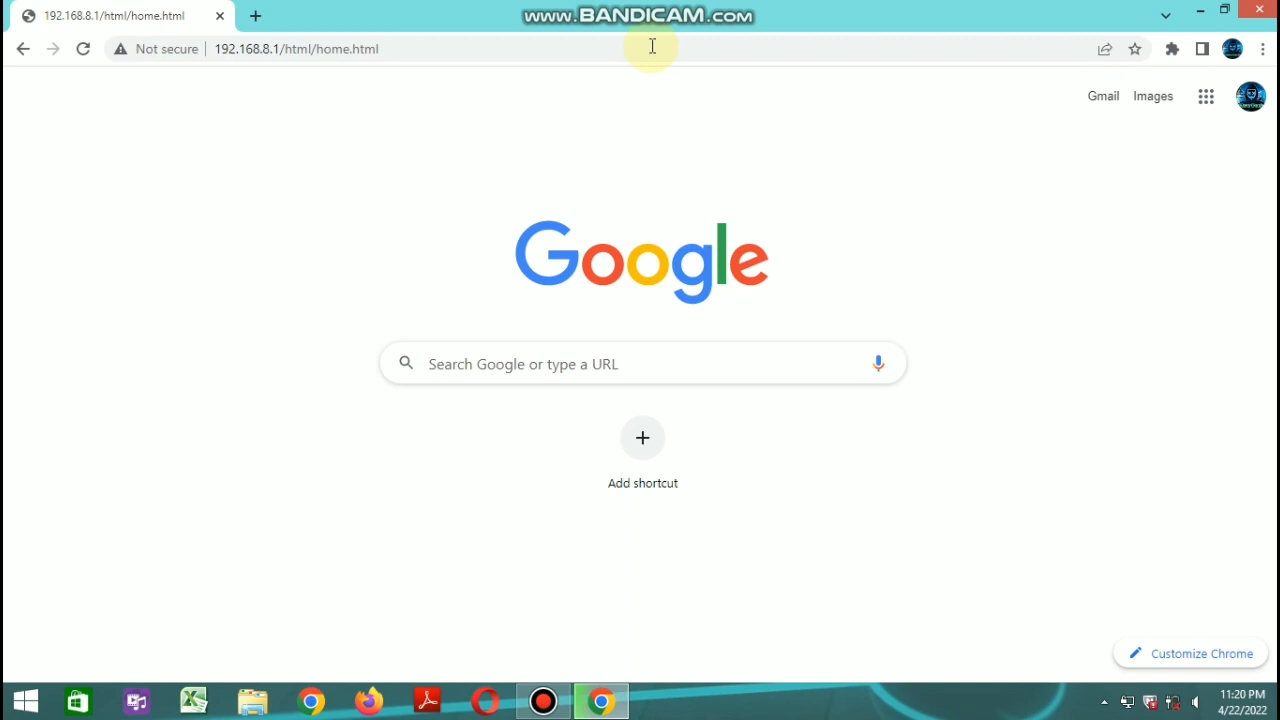 192.168.8.1/html/home.html
www.BANDICAM.com
Not secure
192.168.8.1/html/home.html
Gmail
Images
Google
Search Google or type a URL
Add shortcut
Customize Chrome
11:20 PM
4/22/2022